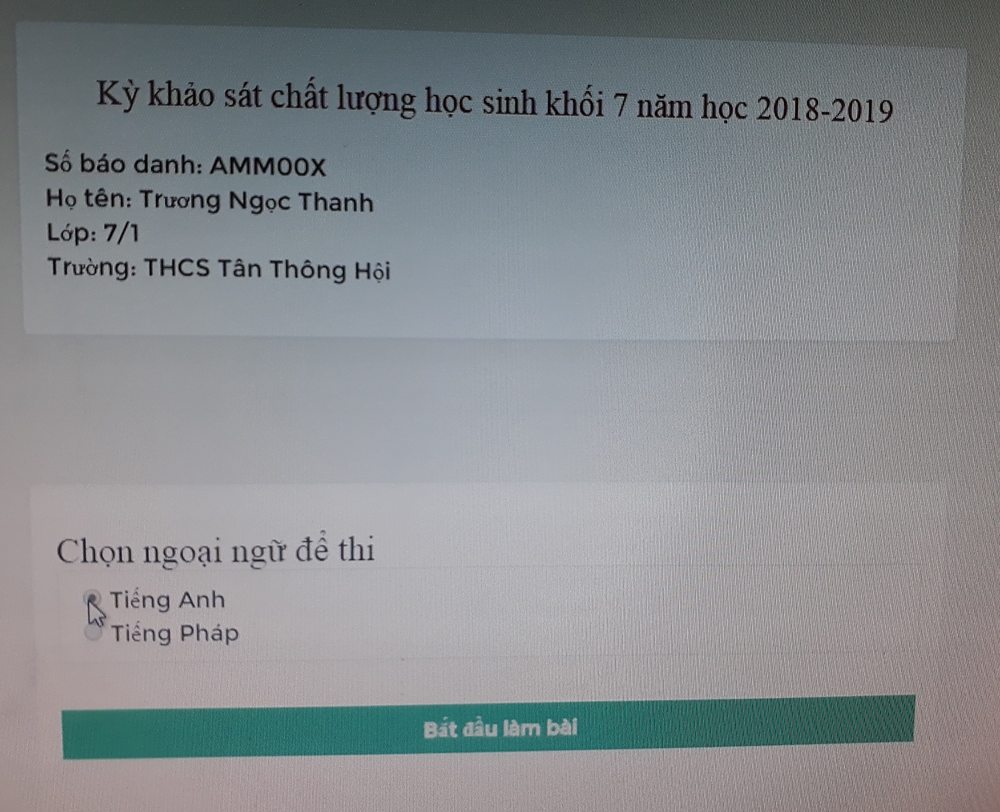 Kỳ khảo sát chất lượng học sinh khối 7 năm học 2018-2019
Số báo danh: AMM00X
Họ tên: Trương Ngọc Thanh
Lớp: 7/1
Trường: THCS Tân Thông Hội
Chọn ngoại ngữ để thi
Tiếng Anh
Tiếng Pháp
Bắt đầu làm bài